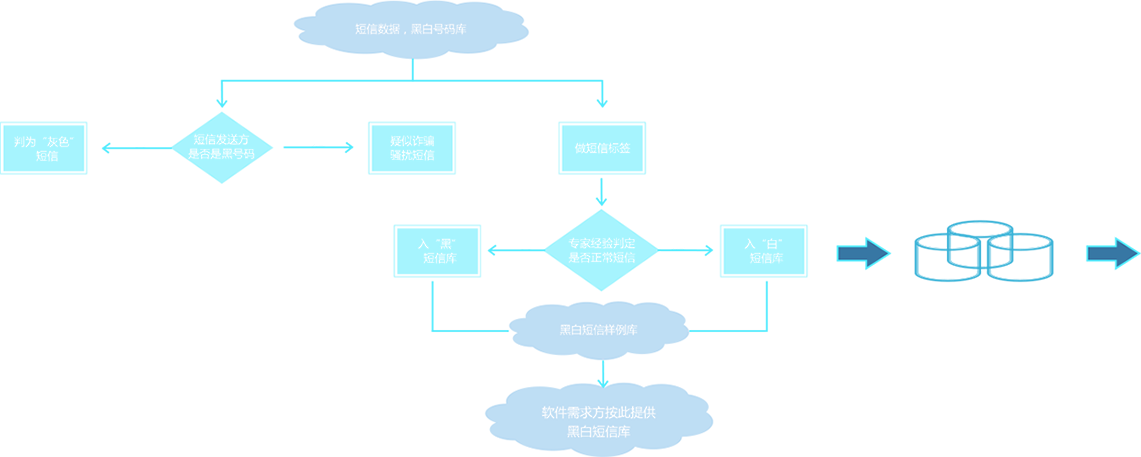 短信数据，黑白号码库
判为“灰色”
短信
短信发送方
是否是黑号码
疑似诈骗
骚扰短信
做短信标签
入“黑”
短信库
专家经验判定
是否正常短信
入“白”
短信库
黑白短信样例库
软件需求方按此提供
黑白短信库